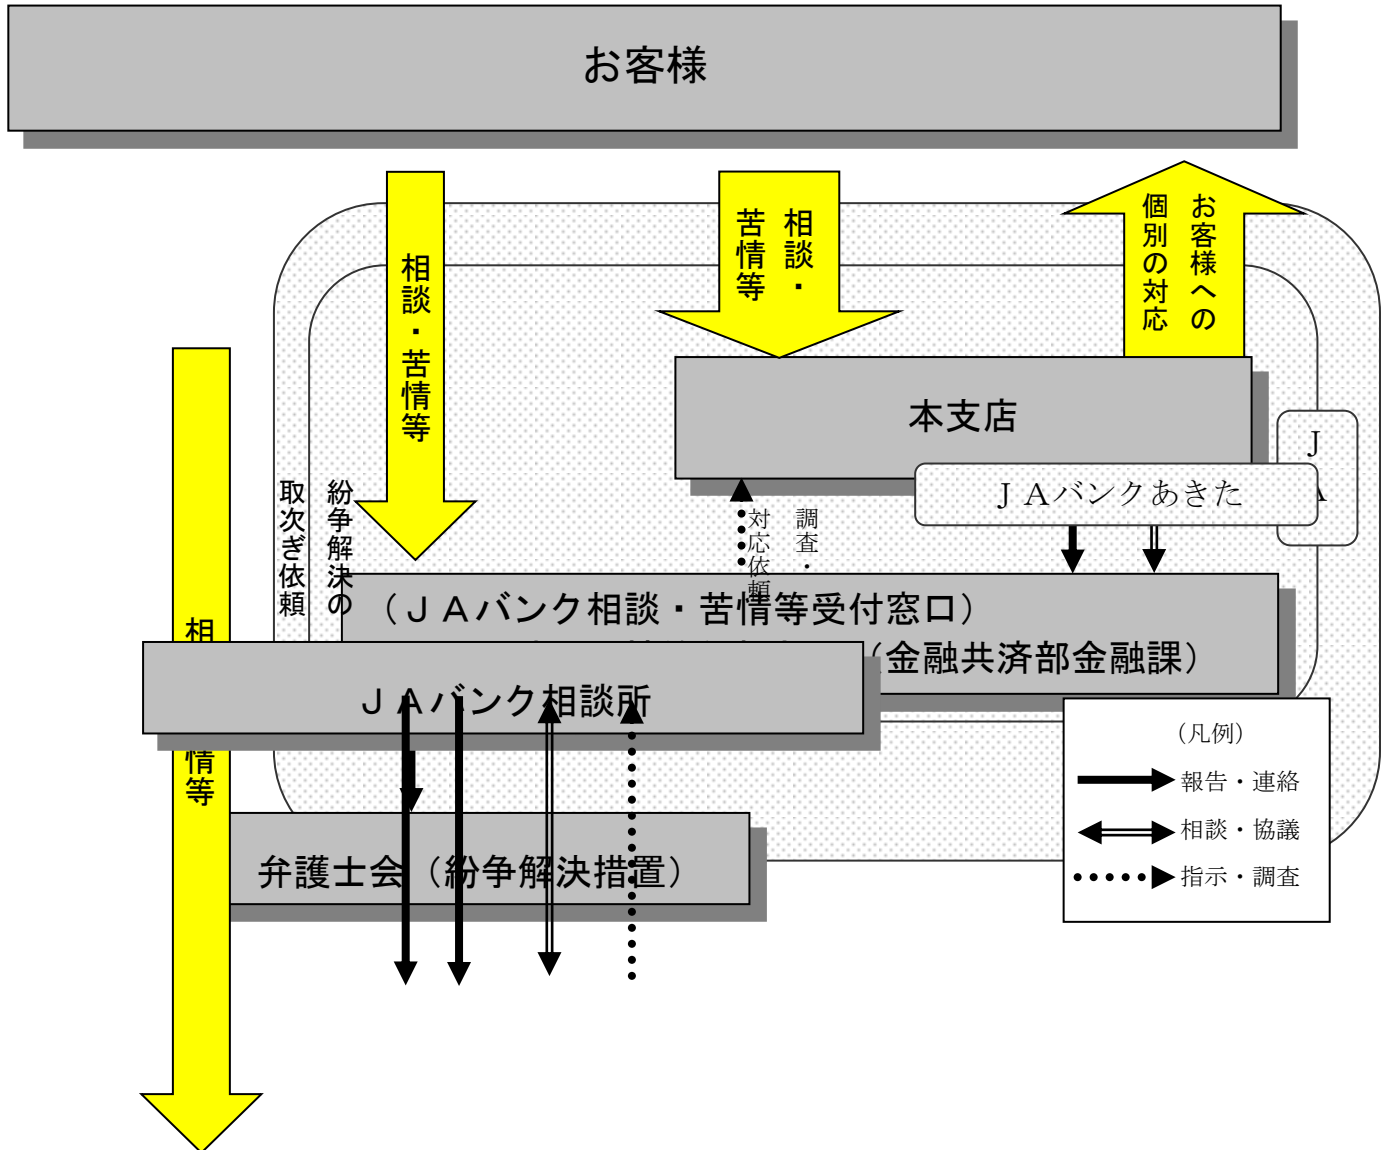 お客様
相談・苦情等
相談・
苦情等
お客様への
個別の対応
本支店
J
JAバンクあきた
紛争解決の
取次ぎ依頼
調査・
対応依頼
(JAバンク相談・苦情等受付窓口)
(金融共済部金融課)
相
情等
JAバンク相談所
弁護士会(紛争解決措置)
(凡例)
報告・連絡
相談・協議
指示・調査